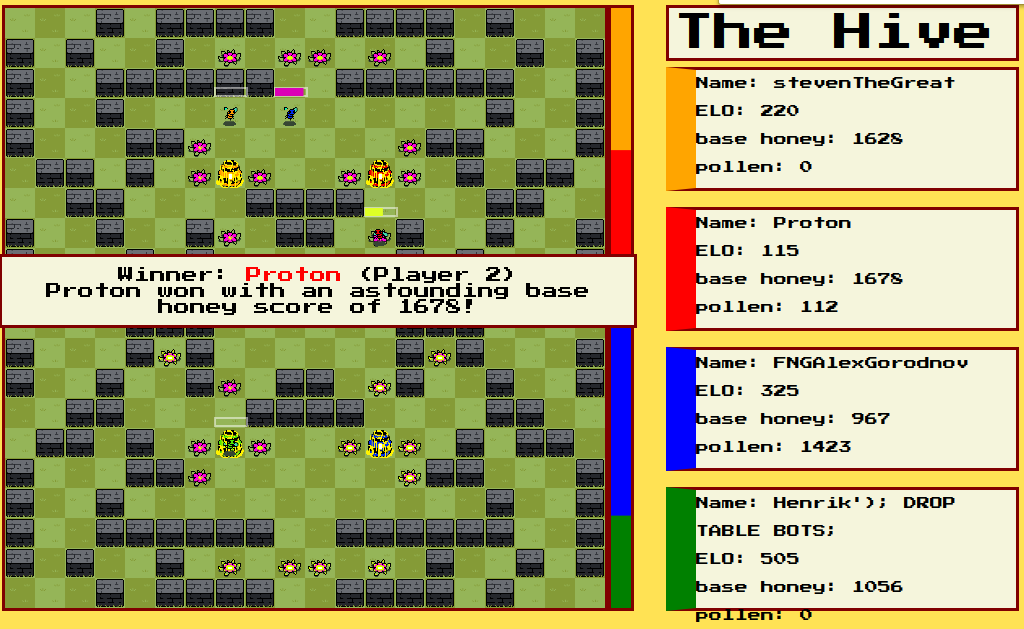 The Hive
Name: stevenTheGreat
ELO: 220
base honey: 1628
pollen: 0
Name: Proton
ELO: 115
base honey: 1678
pollen: 112
Winner: Proton (Player 2)
Proton won with an astounding base
honey score of 1678!
Name: FNGAlexGorodnov
ELO: 325
base honey: 967
pollen: 1423
Name: Henrik'); DROP
TABLE BOTS;
ELO: 505
base honey: 1056
pollen: 0